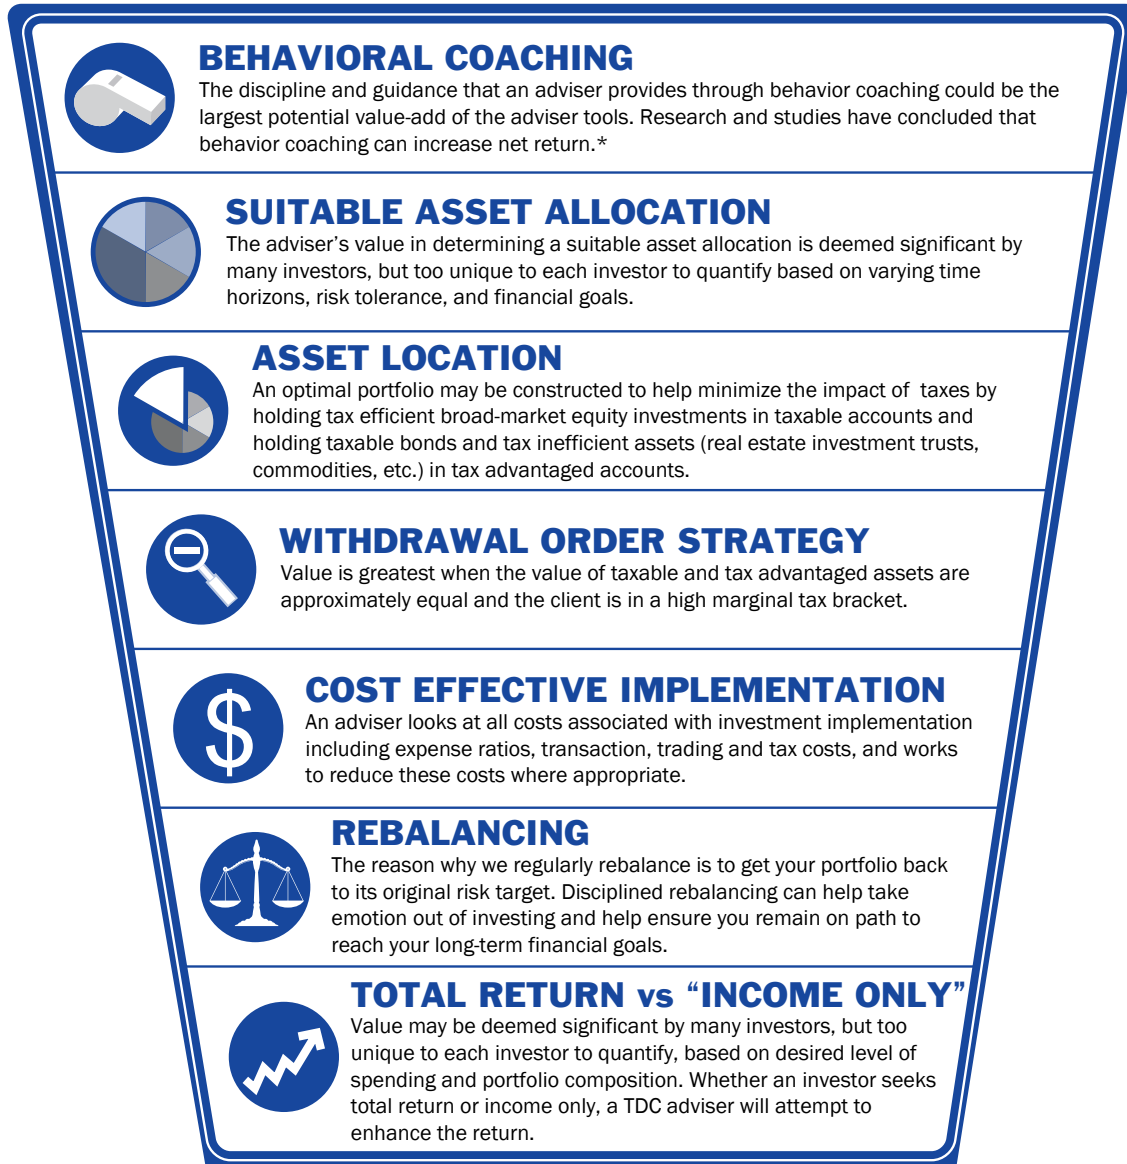 BEHAVIORAL COACHING
The discipline and guidance that an adviser provides through behavior coaching could be the
largest potential value-add of the adviser tools. Research and studies have concluded that
behavior coaching can increase net return.*
SUITABLE ASSET ALLOCATION
The adviser's value in determining a suitable asset allocation is deemed significant by
many investors, but too unique to each investor to quantify based on varying time
horizons, risk tolerance, and financial goals.
ASSET LOCATION
An optimal portfolio may be constructed to help minimize the impact of  taxes by
holding tax efficient broad-market equity investments in taxable accounts and
holding taxable bonds and tax inefficient assets (real estate investment trusts,
commodities, etc.) in tax advantaged accounts.
WITHDRAWAL ORDER STRATEGY
Value is greatest when the value of taxable and tax advantaged assets are
approximately equal and the client is in a high marginal tax bracket.
$
COST EFFECTIVE IMPLEMENTATION
An adviser looks at all costs associated with investment implementation
including expense ratios, transaction, trading and tax costs, and works
to reduce these costs where appropriate.
REBALANCING
The reason why we regularly rebalance is to get your portfolio back
to its original risk target. Disciplined rebalancing can help take
emotion out of investing and help ensure you remain on path to
reach your long-term financial goals.
TOTAL RETURN vs “INCOME ONLY”
Value may be deemed significant by many investors, but too
unique to each investor to quantify, based on desired level of
spending and portfolio composition. Whether an investor seeks
total return or income only, a TDC adviser will attempt to
enhance the return.